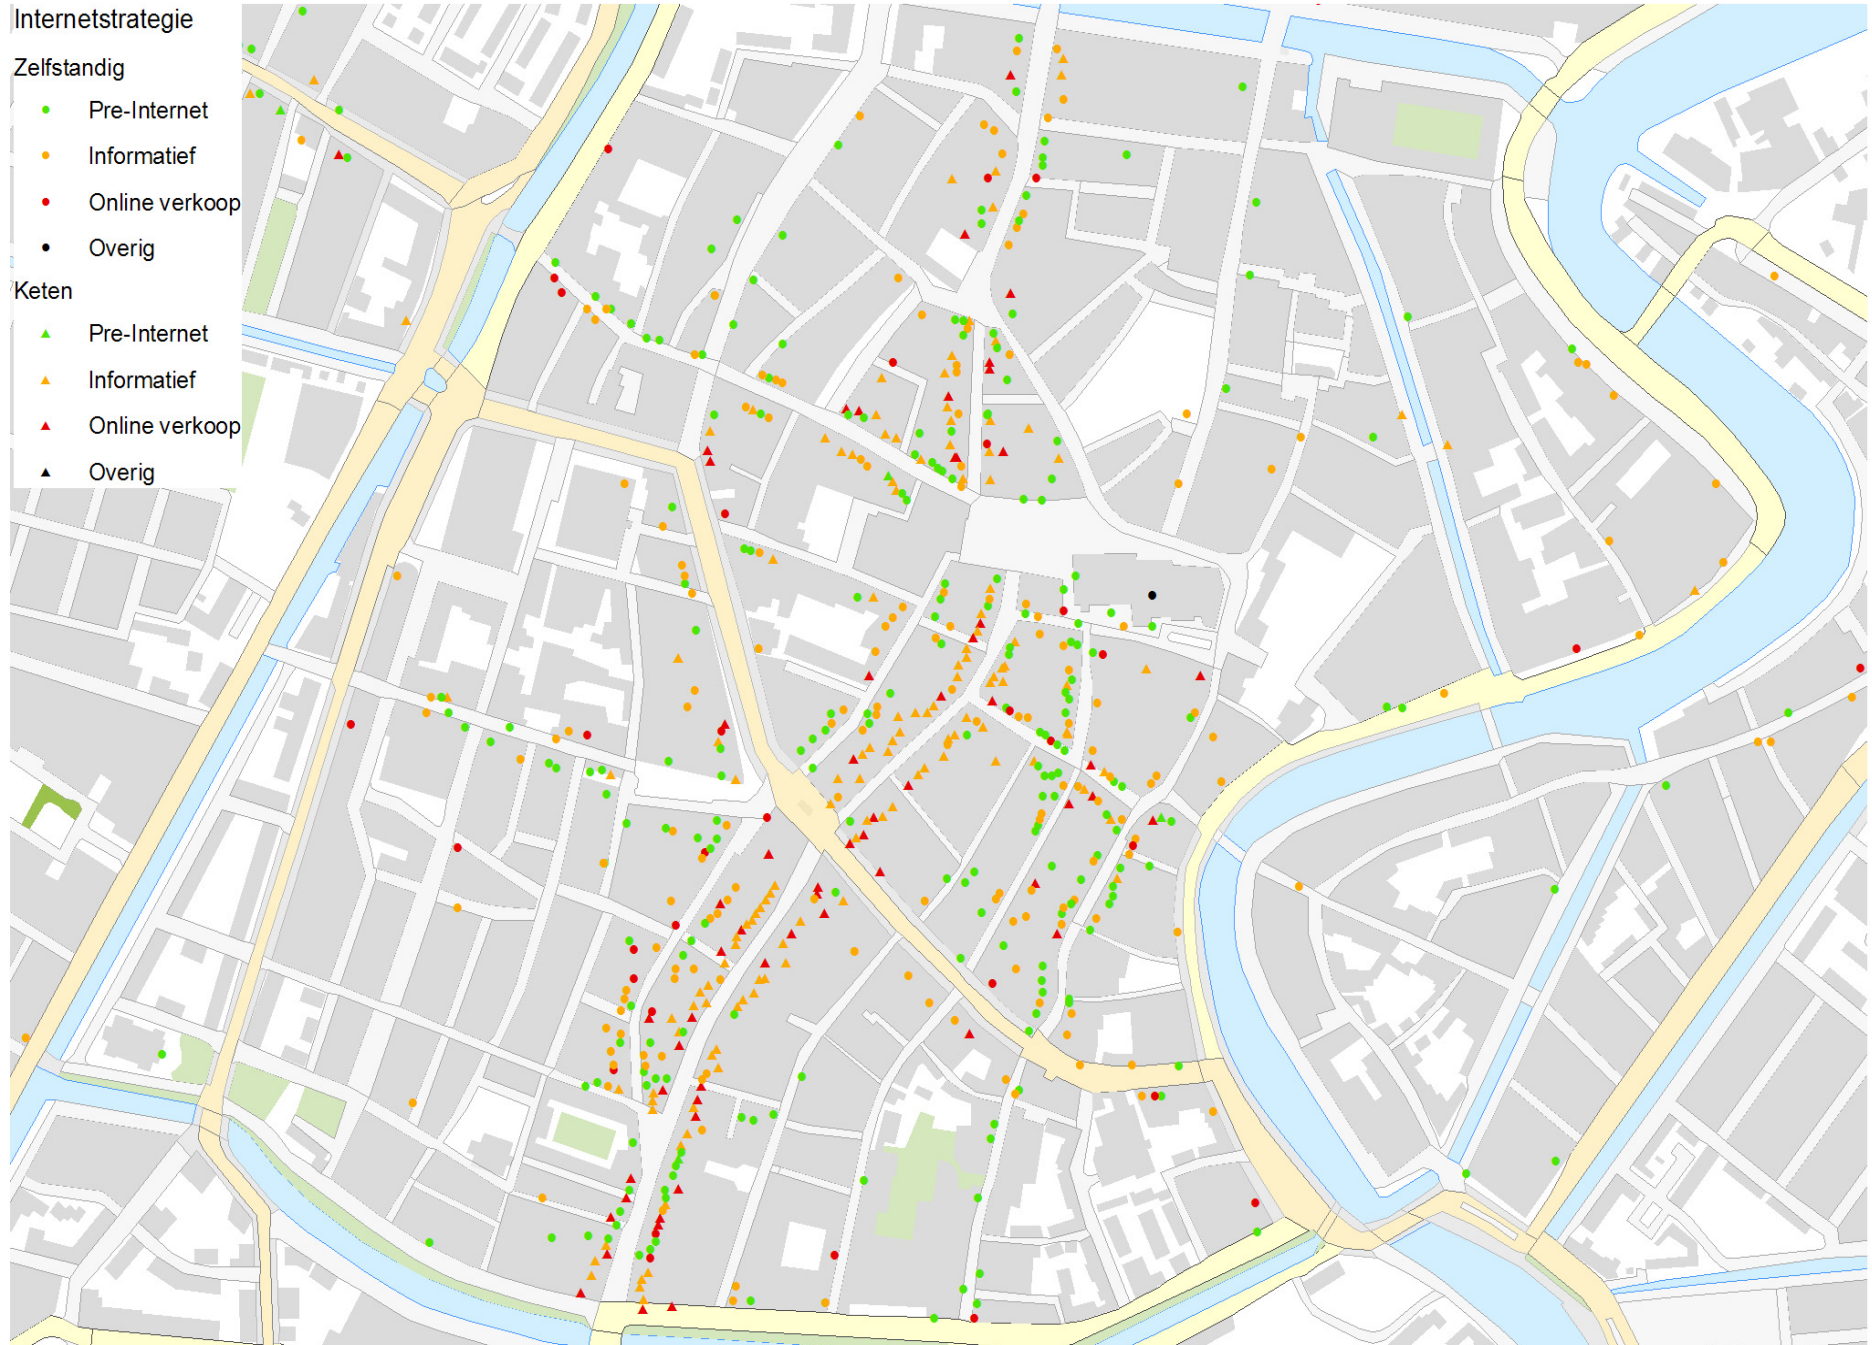 Internetstrategie
Zelfstandig
Pre-Internet
Informatief
Online verkoop
Overig
Keten
Pre-Internet
Informatief
Online verkoop
Overig